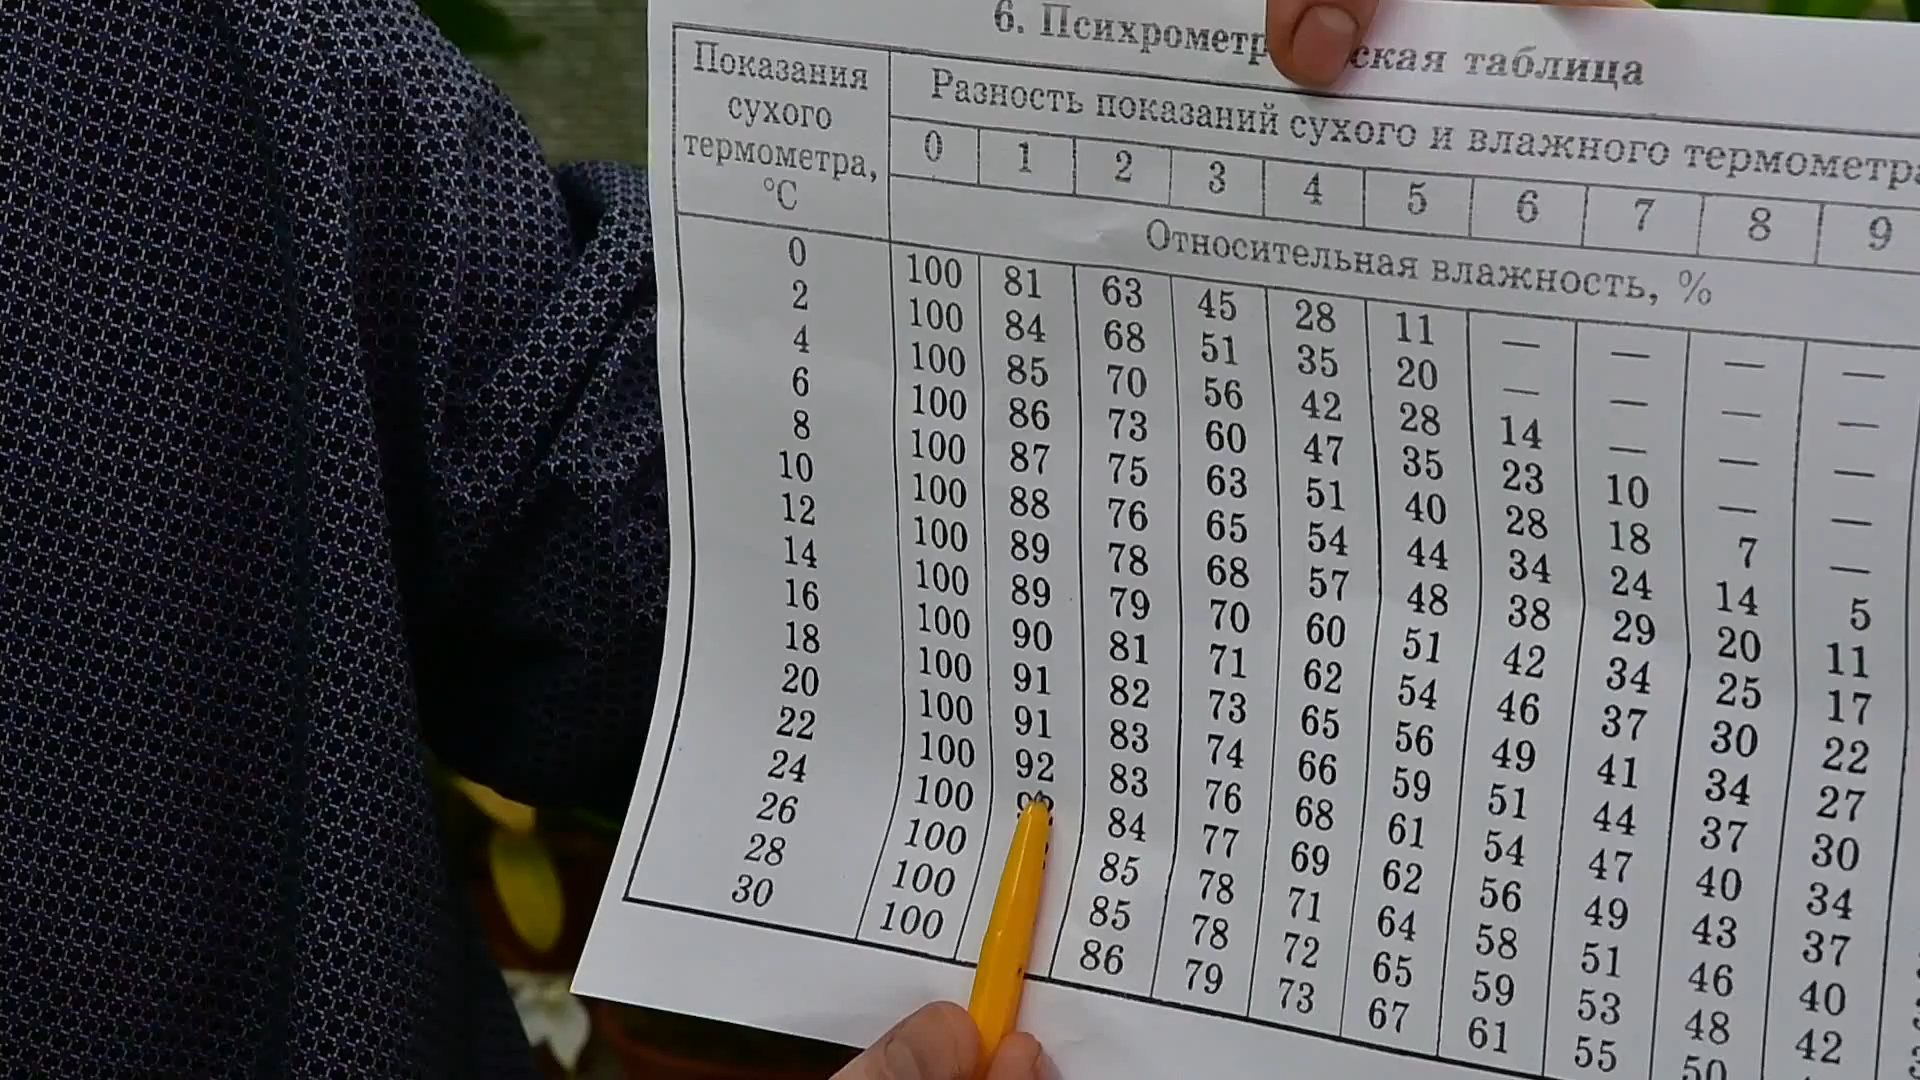 6. Психрометр ская таблица
Показания сухого термометра, °C
Разность показаний сухого и влажного термометра
0 1 2 3 4 5 6 7 8 9
Относительная влажность, %
0 100 81 63 45 28 11 — — — —
2 100 84 68 51 35 20 — — — —
4 100 85 70 56 42 28 14 — — —
6 100 86 73 60 47 35 23 10 — —
8 100 87 75 63 51 40 28 18 7 —
10 100 88 76 65 54 44 34 24 14 5
12 100 89 78 68 57 48 38 29 20 11
14 100 89 79 70 60 51 42 34 25 17
16 100 90 81 71 62 54 46 37 30 22
18 100 91 82 73 65 56 49 41 34 27
20 100 91 83 74 66 59 51 44 37 30
22 100 92 83 76 68 61 54 47 40 34
24 100 84 77 69 62 56 49 43 37
26 100 85 78 71 64 58 51 46 40
28 100 85 78 72 65 59 53 48 42
30 100 86 79 73 67 61 55 50